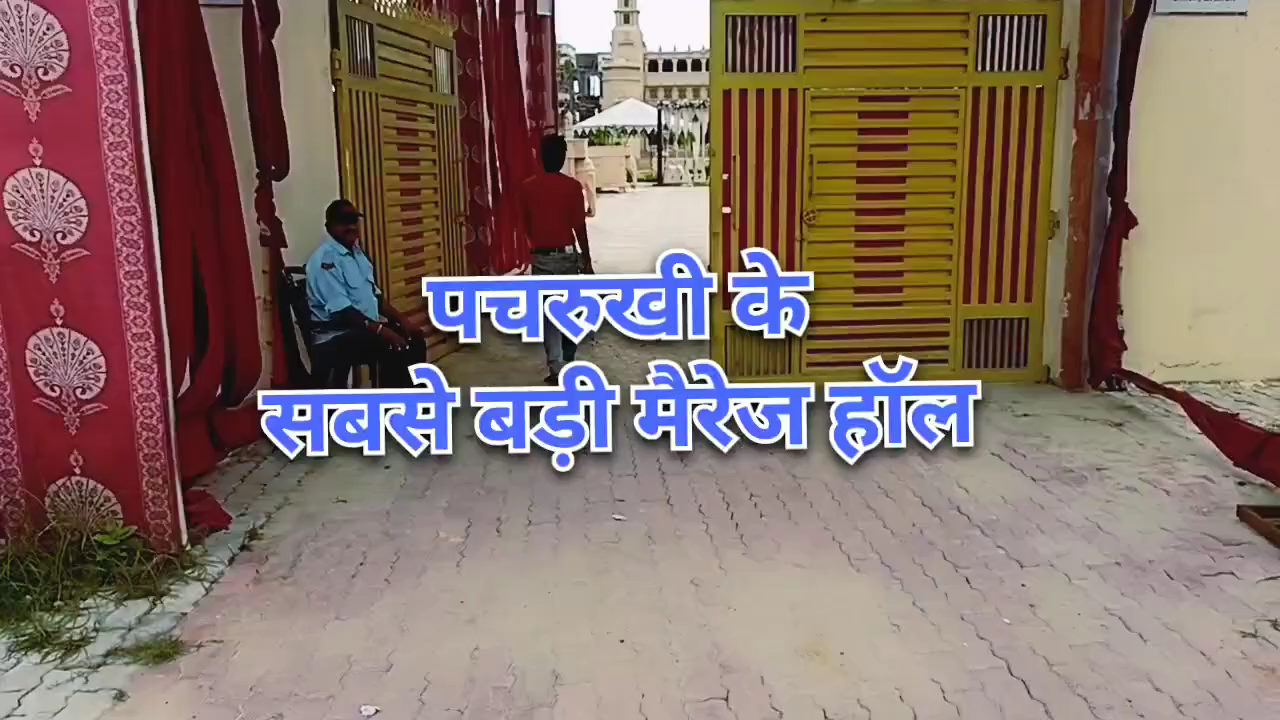 पचरुखी के
सबसे बड़ी मैरेज हॉल